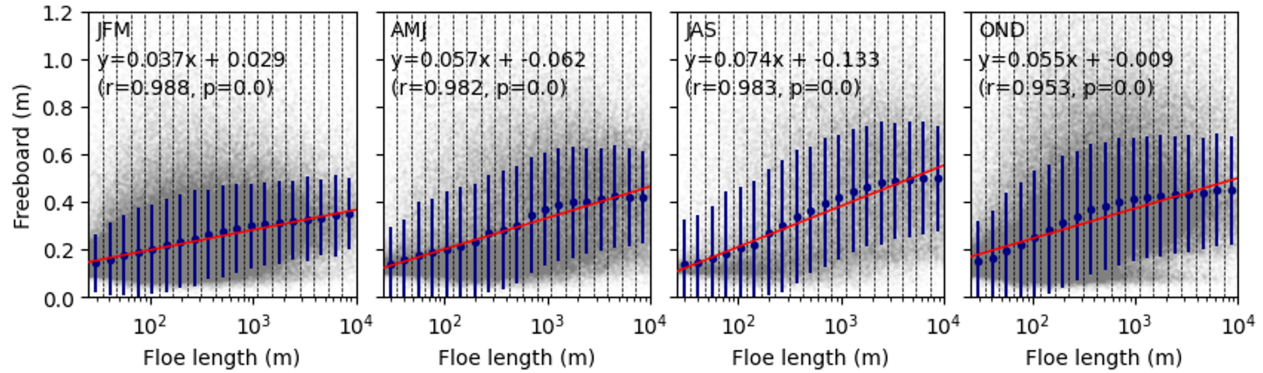 JFM
y=0.037x + 0.029
(r=0.988, p=0.0)
AMJ
y=0.057x + -0.062
(r=0.982, p=0.0)
JAS
y=0.074x + -0.133
(r=0.983, p=0.0)
OND
y=0.055x + -0.009
(r=0.953, p=0.0)
Freeboard (m)
1.2
1.0
0.8
0.6
0.4
0.2
0.0
10² 10³ 10⁴
10² 10³ 10⁴
10² 10³ 10⁴
10² 10³ 10⁴
Floe length (m)
Floe length (m)
Floe length (m)
Floe length (m)